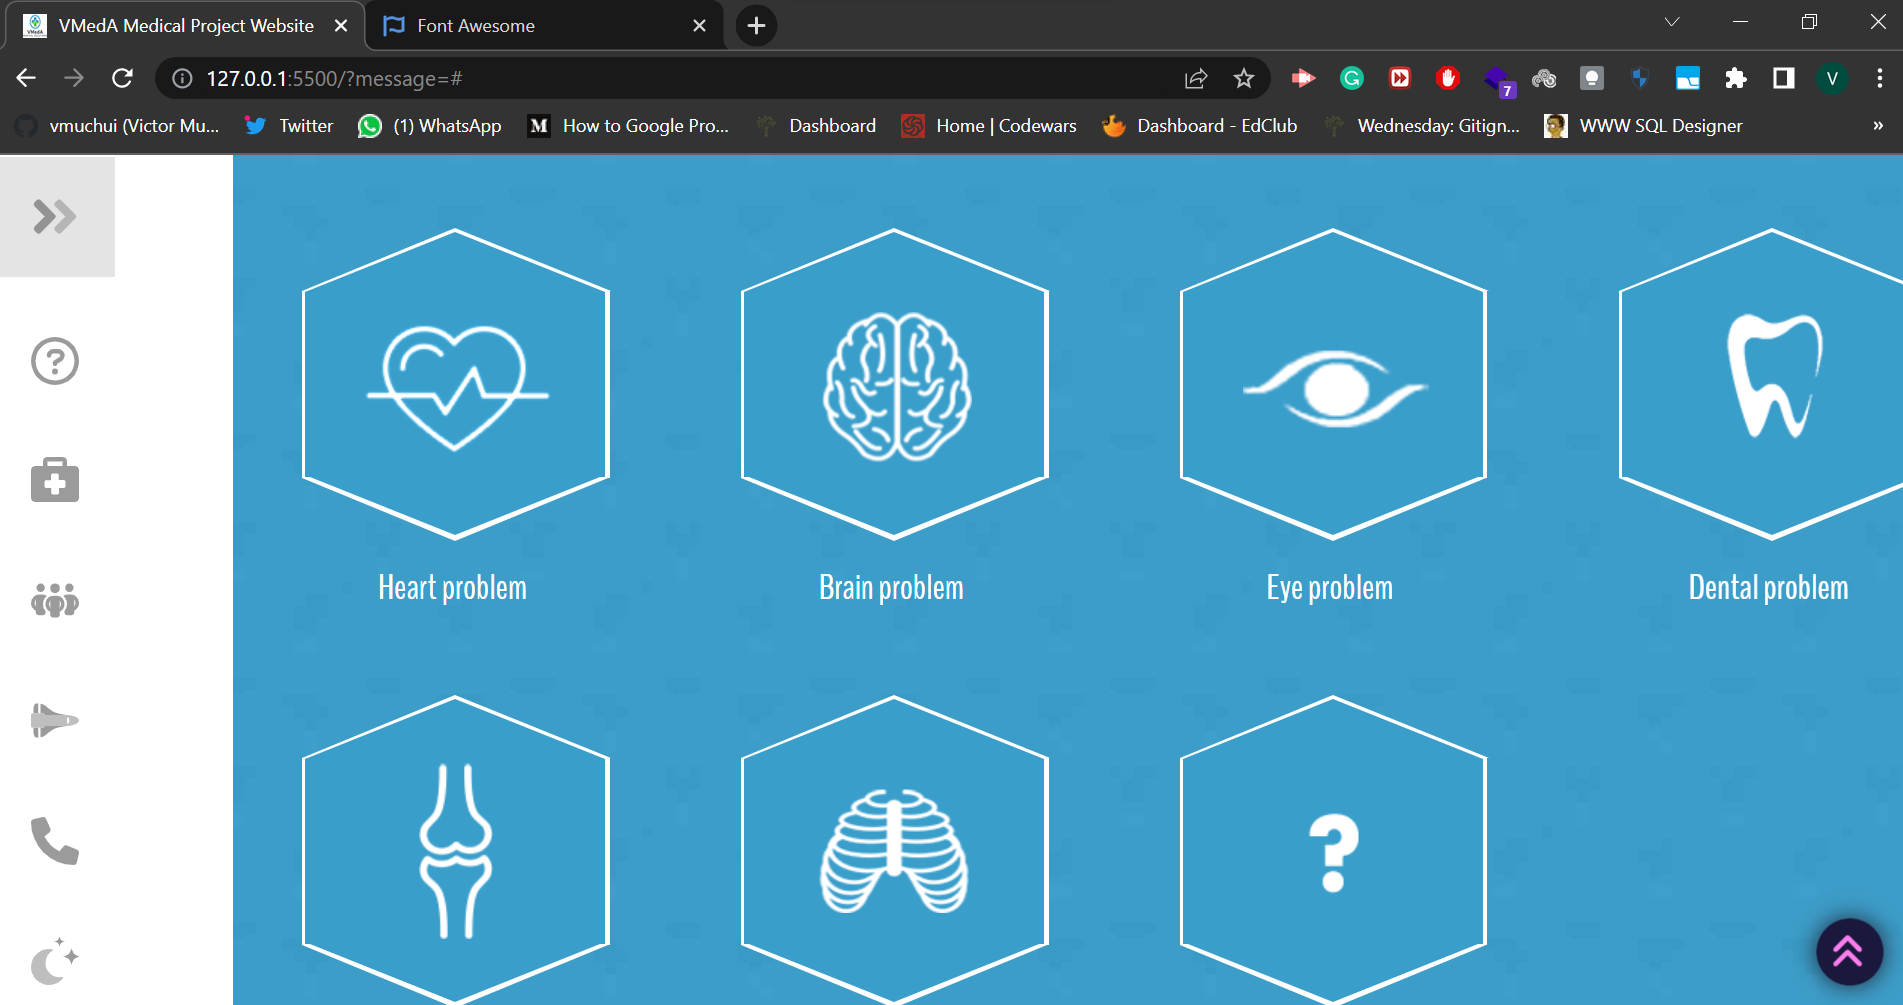 VMedA Medical Project Website
Font Awesome
127.0.0.1:5500/?message=#
7
V
vmuchui (Victor Mu...
Twitter
(1) WhatsApp
How to Google Pro...
Dashboard
Home | Codewars
Dashboard - EdClub
Wednesday: Gitign...
WWW SQL Designer
»
Heart problem
Brain problem
Eye problem
Dental problem
?